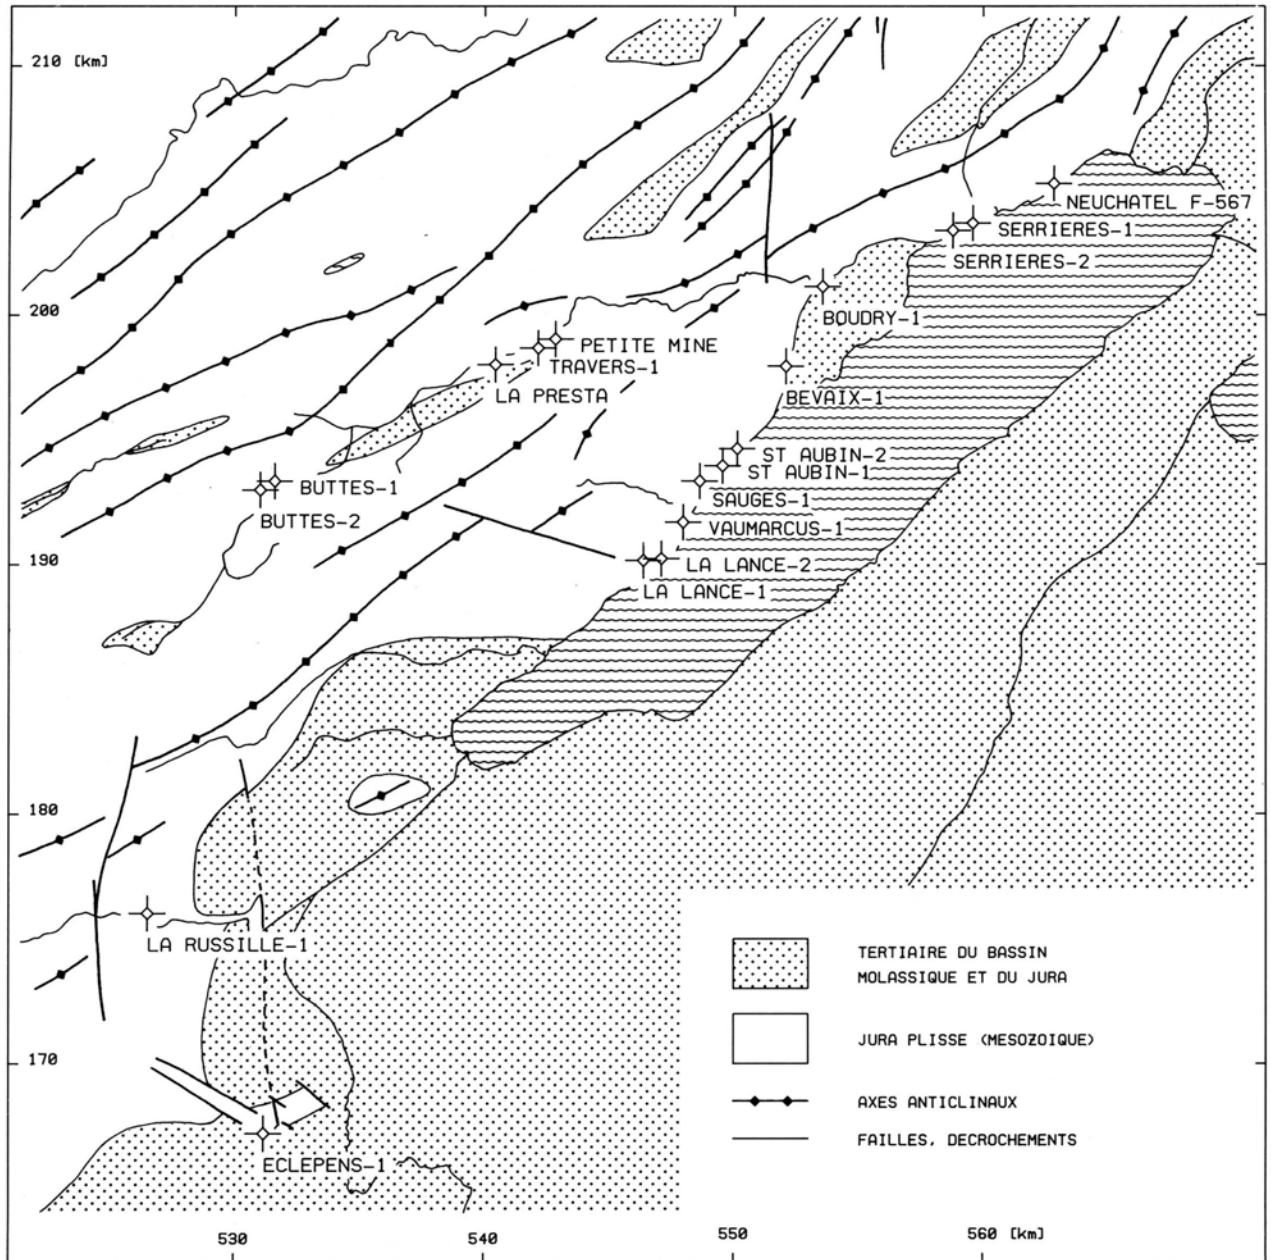 210 [km]
NEUCHATEL F-567
SERRIERES-1
SERRIERES-2
200
BOUDRY-1
PETITE MINE
TRAVERS-1
LA PRESTA
BEVAIX-1
ST AUBIN-2
ST AUBIN-1
BUTTES-1
SAUGES-1
BUTTES-2
VAUMARCUS-1
190
LA LANCE-2
LA LANCE-1
180
LA RUSSILLE-1
TERTIAIRE DU BASSIN
MOLASSIQUE ET DU JURA
JURA PLISSE (MESOZOIQUE)
170
AXES ANTICLINAUX
FAILLES, DECROCHEMENTS
ECLEPENS-1
530
540
550
560 [km]